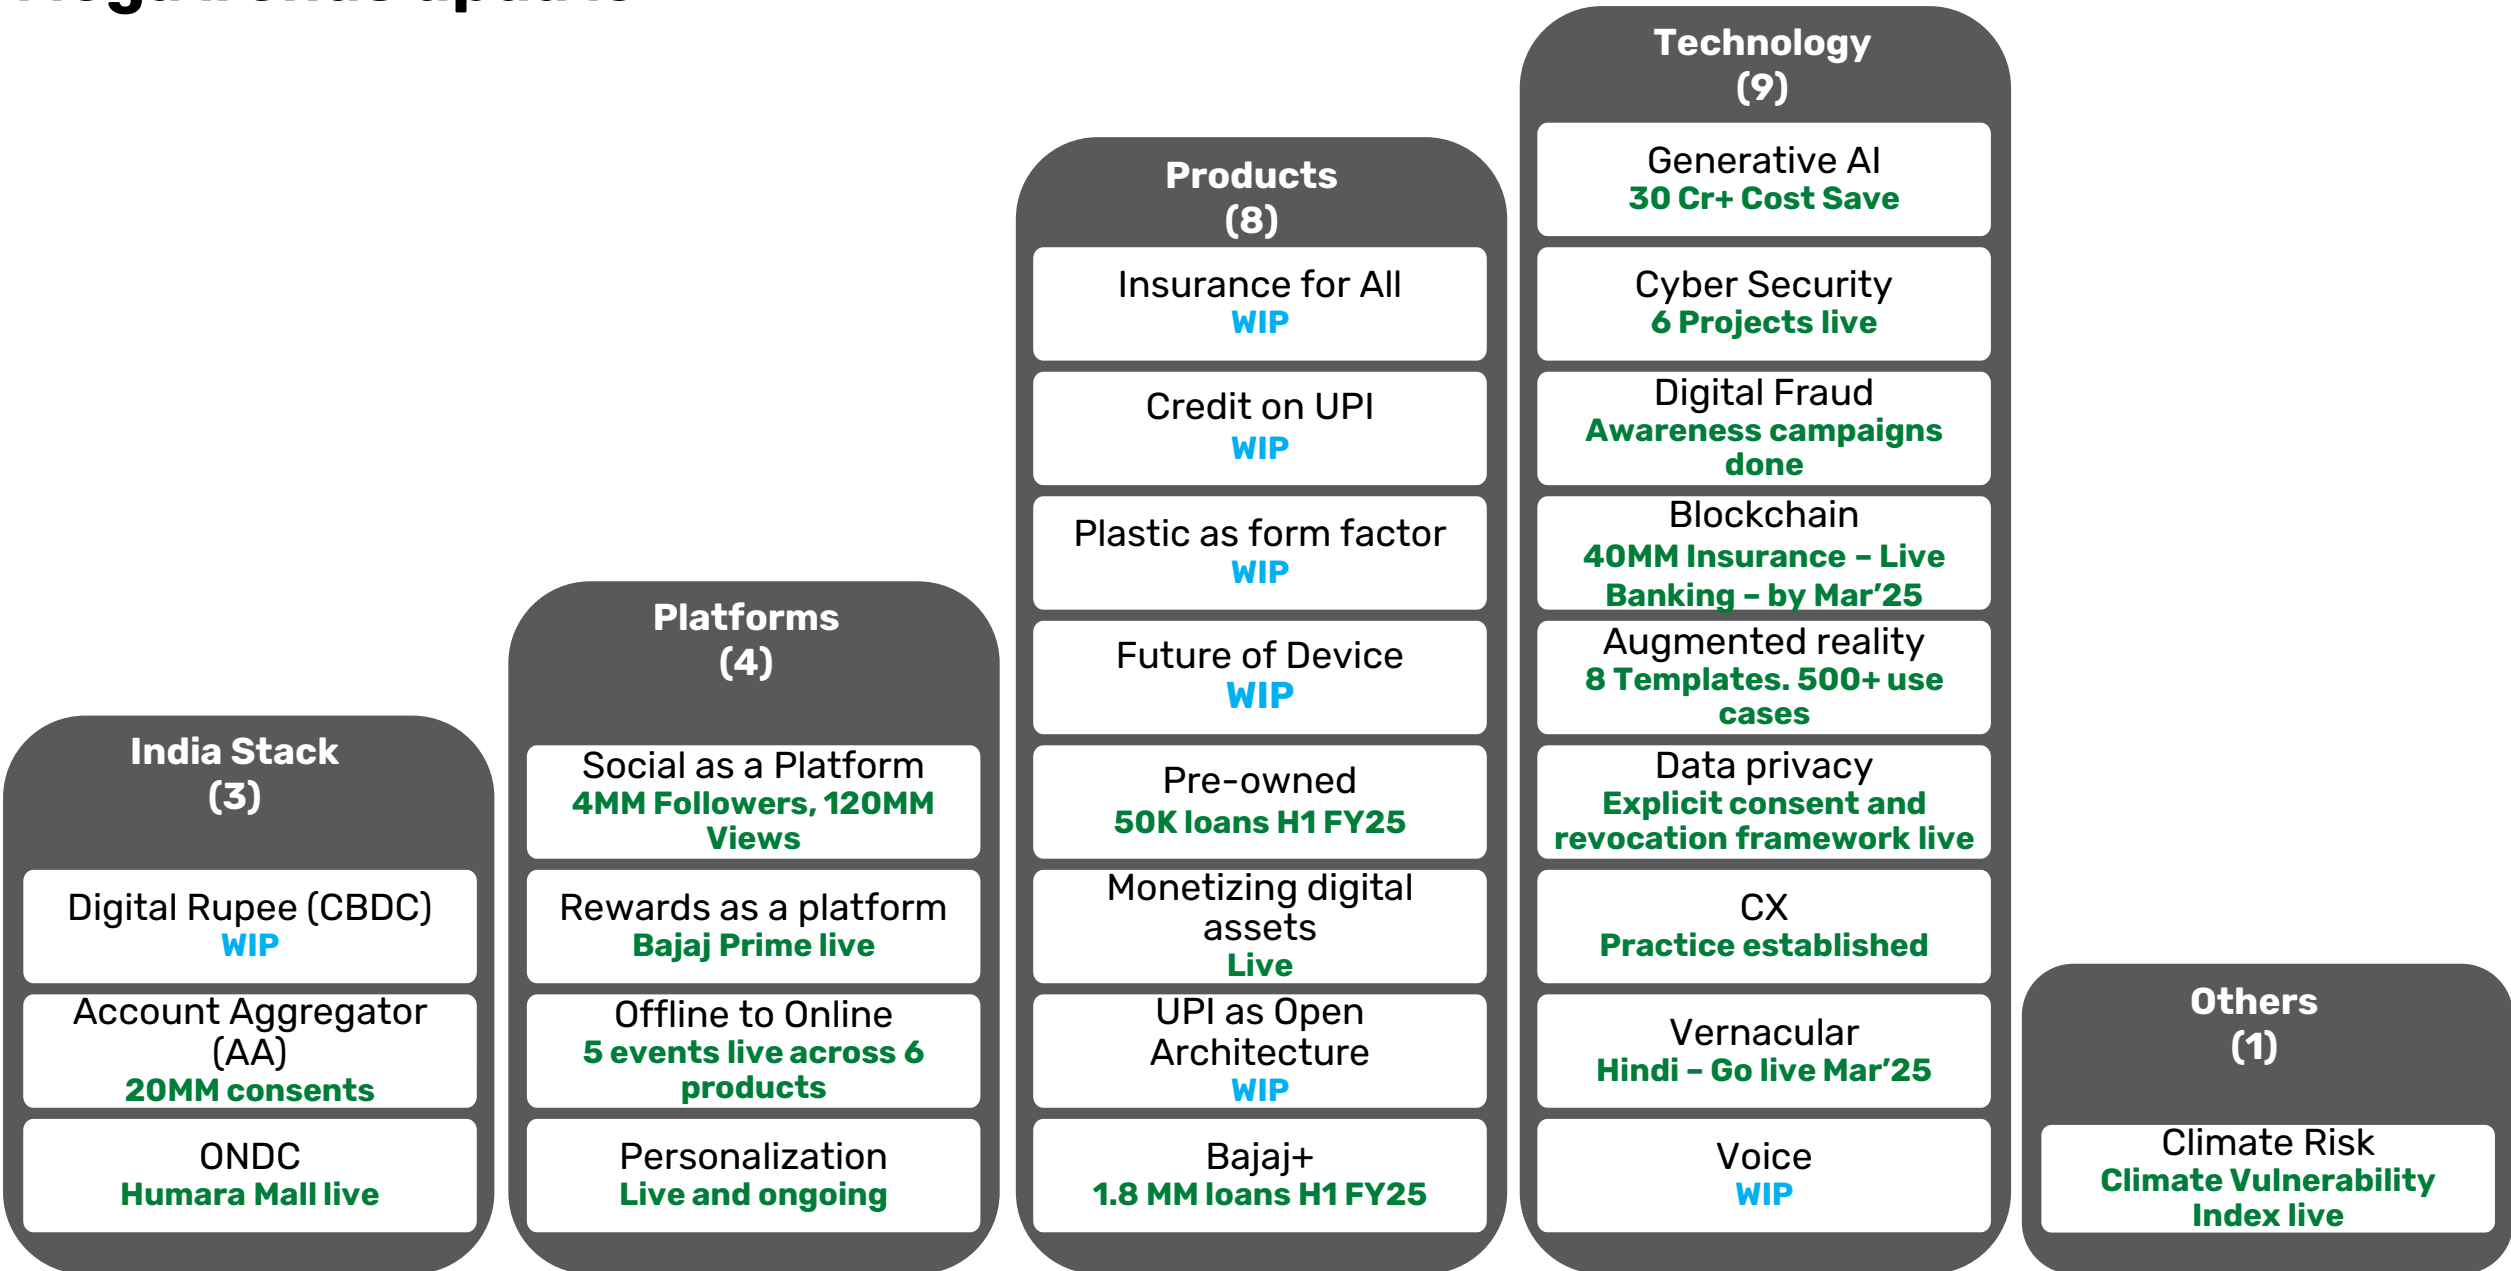 India Stack
(3)
Digital Rupee (CBDC)
WIP
Account Aggregator
(AA)
20MM consents
ONDC
Humara Mall live
Platforms
(4)
Social as a Platform
4MM Followers, 120MM
Views
Rewards as a platform
Bajaj Prime live
Offline to Online
5 events live across 6
products
Personalization
Live and ongoing
Products
(8)
Insurance for All
WIP
Credit on UPI
WIP
Plastic as form factor
WIP
Future of Device
WIP
Pre-owned
50K loans H1 FY25
Monetizing digital
assets
Live
UPI as Open
Architecture
WIP
Bajaj+
1.8 MM loans H1 FY25
Technology
(9)
Generative AI
30 Cr+ Cost Save
Cyber Security
6 Projects live
Digital Fraud
Awareness campaigns
done
Blockchain
40MM Insurance – Live
Banking – by Mar’25
Augmented reality
8 Templates. 500+ use
cases
Data privacy
Explicit consent and
revocation framework live
CX
Practice established
Vernacular
Hindi – Go live Mar’25
Voice
WIP
Others
(1)
Climate Risk
Climate Vulnerability
Index live